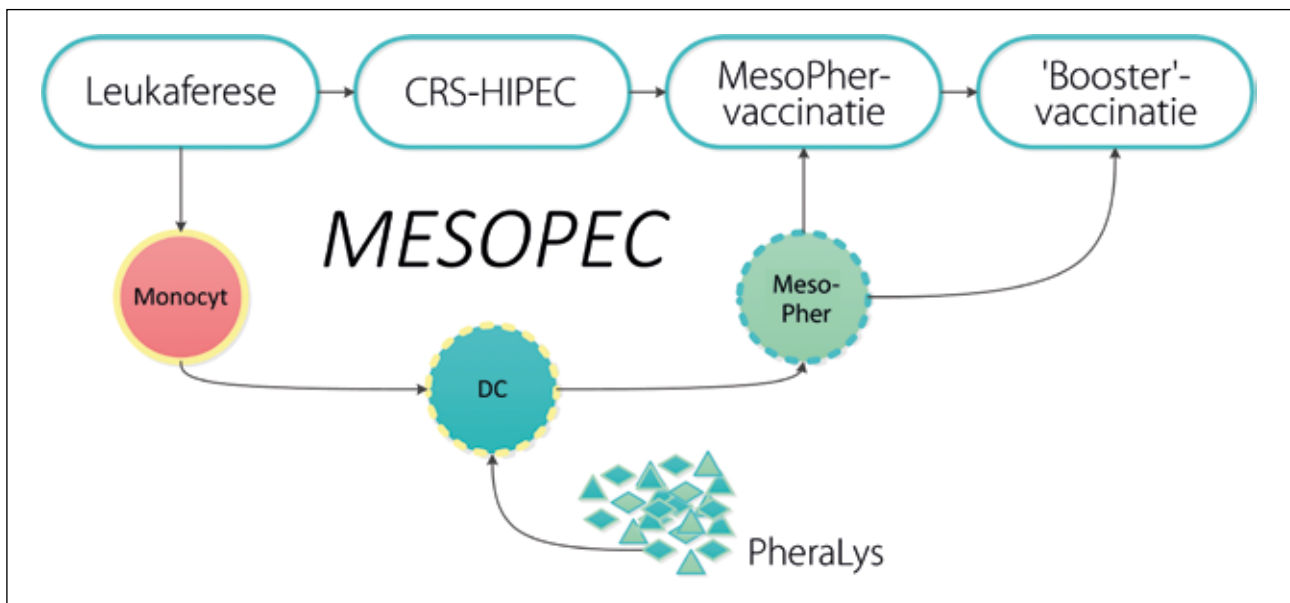 Leukaferese
CRS-HIPEC
MesoPher-
vaccinatie
'Booster'-
vaccinatie
MESOPEC
Monocyt
Meso-
Pher
DC
PheraLys